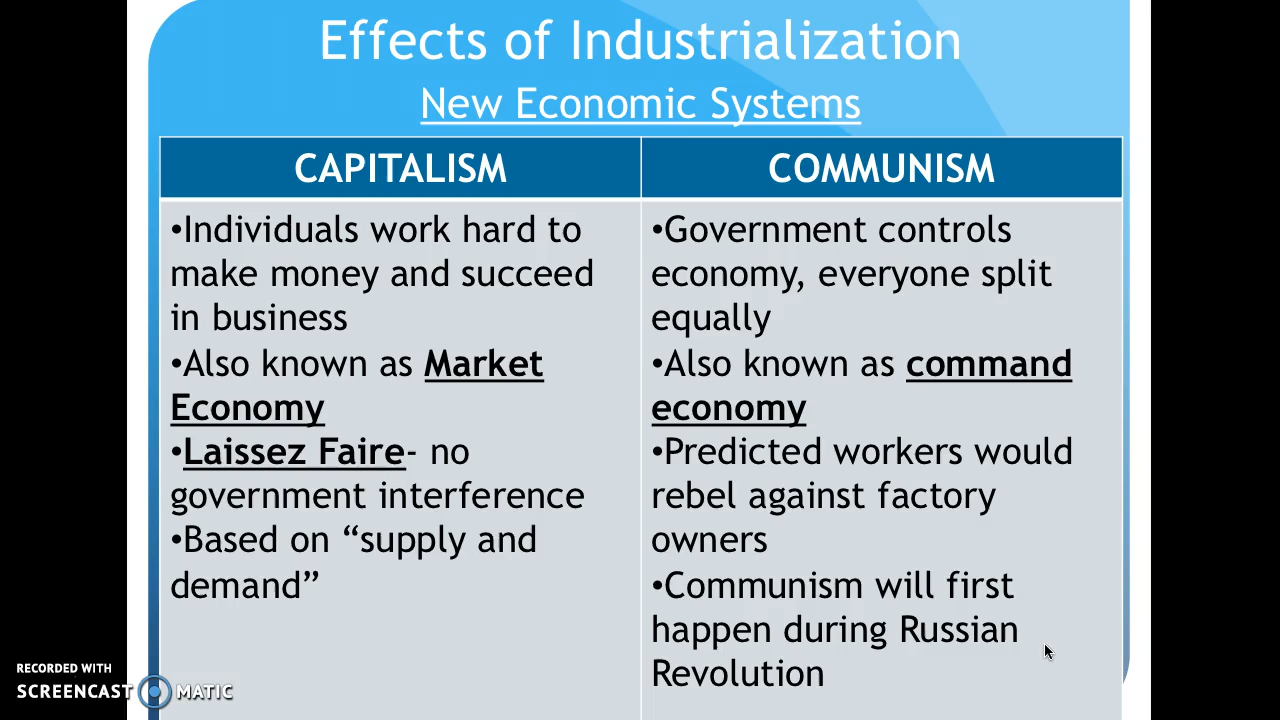 Effects of Industrialization
New Economic Systems
CAPITALISM
•Individuals work hard to
make money and succeed
in business
•Also known as Market
Economy
•Laissez Faire- no
government interference
•Based on “supply and
demand”
COMMUNISM
•Government controls
economy, everyone split
equally
•Also known as command
economy
•Predicted workers would
rebel against factory
owners
•Communism will first
happen during Russian
Revolution
RECORDED WITH
SCREENCAST MATIC